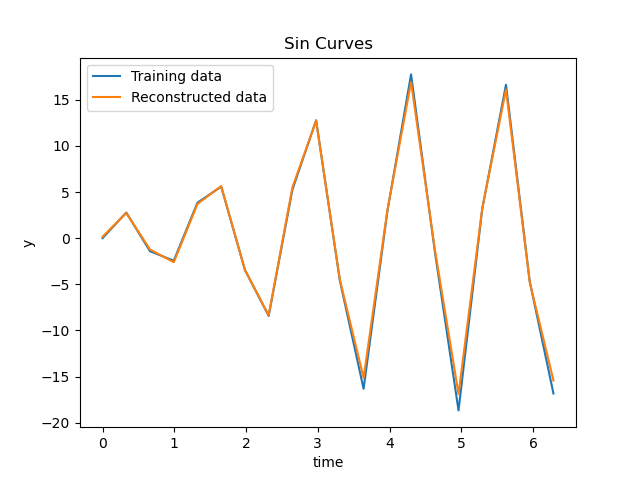 Sin Curves
Training data
Reconstructed data
15
10
5
0
−5
−10
−15
−20
y
0 1 2 3 4 5 6
time